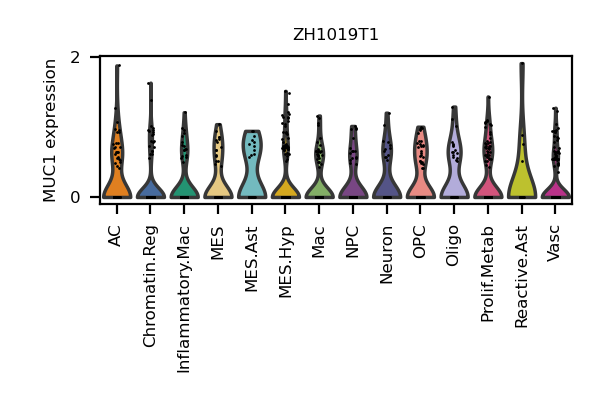 ZH1019T1
MUC1 expression
2
0
AC
Chromatin.Reg
Inflammatory.Mac
MES
MES.Ast
MES.Hyp
Mac
NPC
Neuron
OPC
Oligo
Prolif.Metab
Reactive.Ast
Vasc